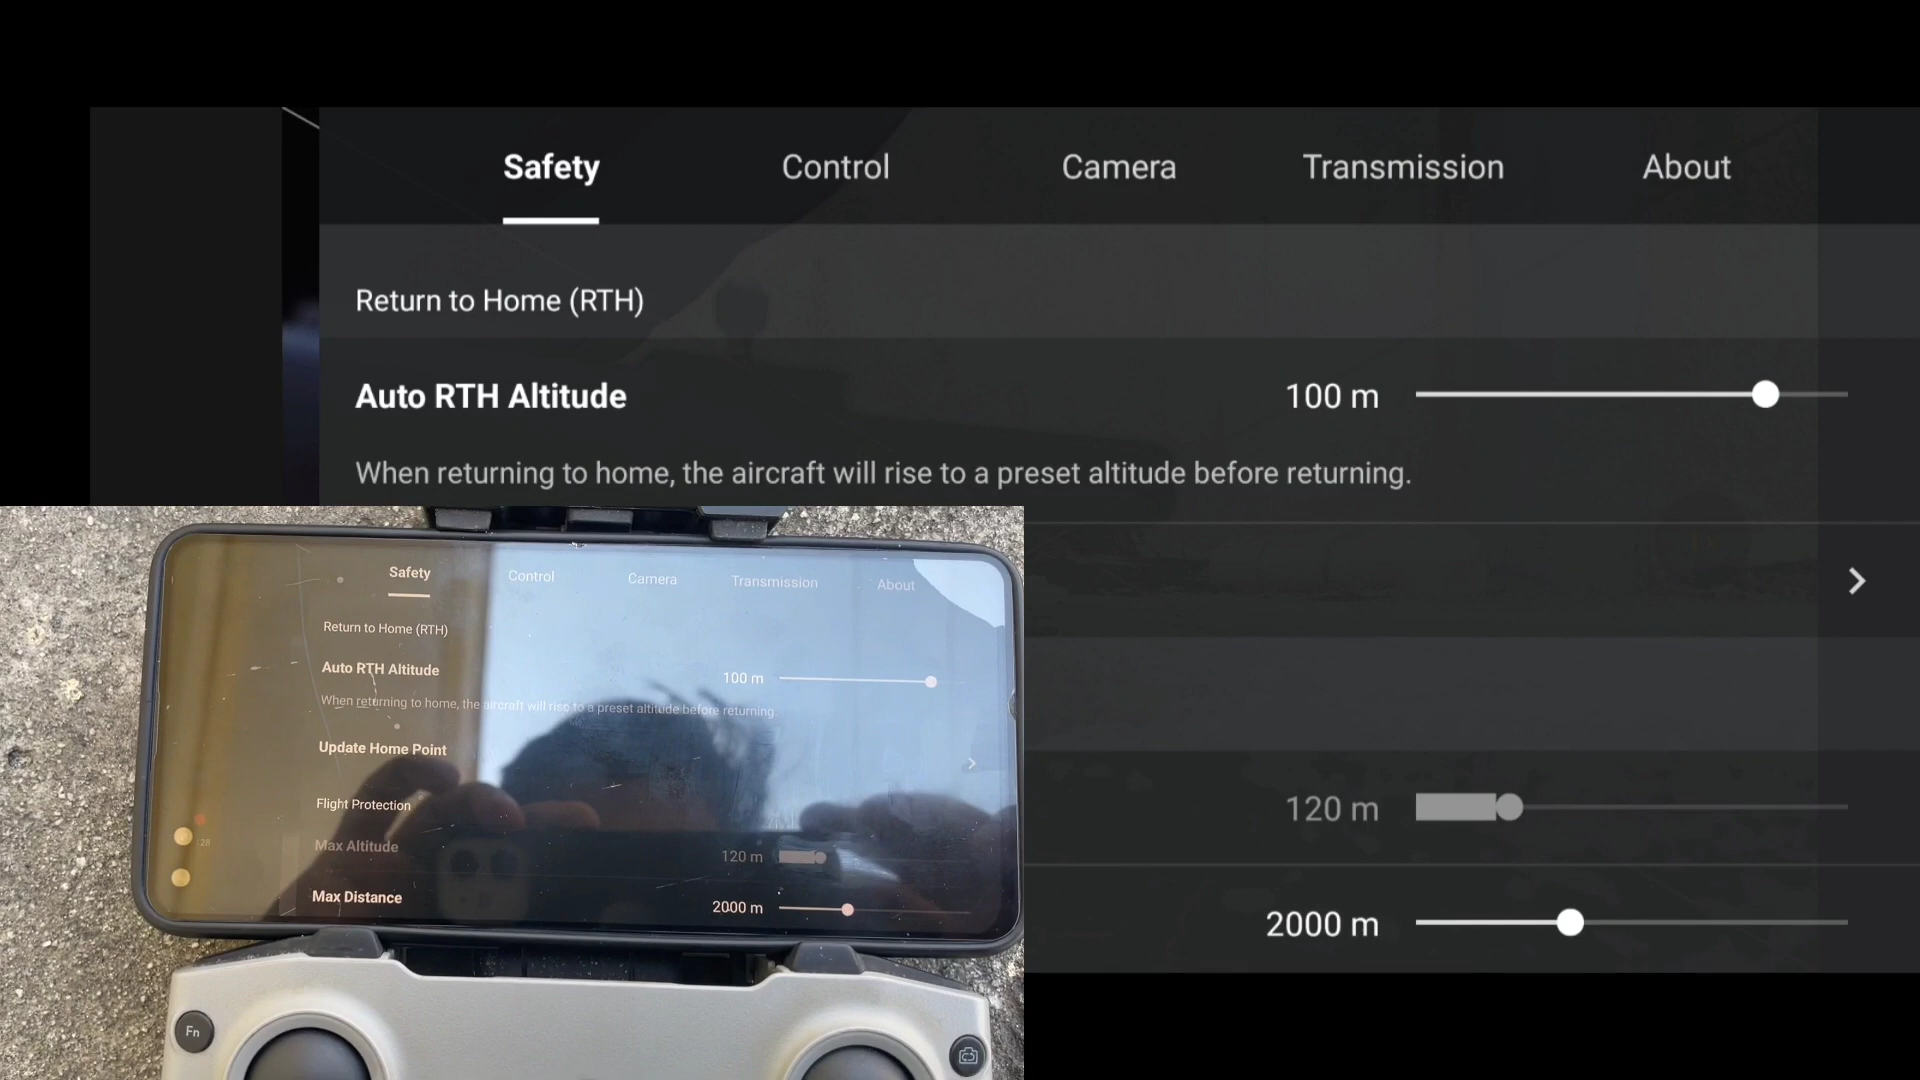 Safety Control Camera Transmission About
Return to Home (RTH)
Auto RTH Altitude 100 m
When returning to home, the aircraft will rise to a preset altitude before returning.
120 m
2000 m
Safety Control Camera Transmission About
Return to Home (RTH)
Auto RTH Altitude 100 m
When returning to home, the aircraft will rise to a preset altitude before returning.
Update Home Point
Flight Protection
Max Altitude 120 m
Max Distance 2000 m
:28
Fn